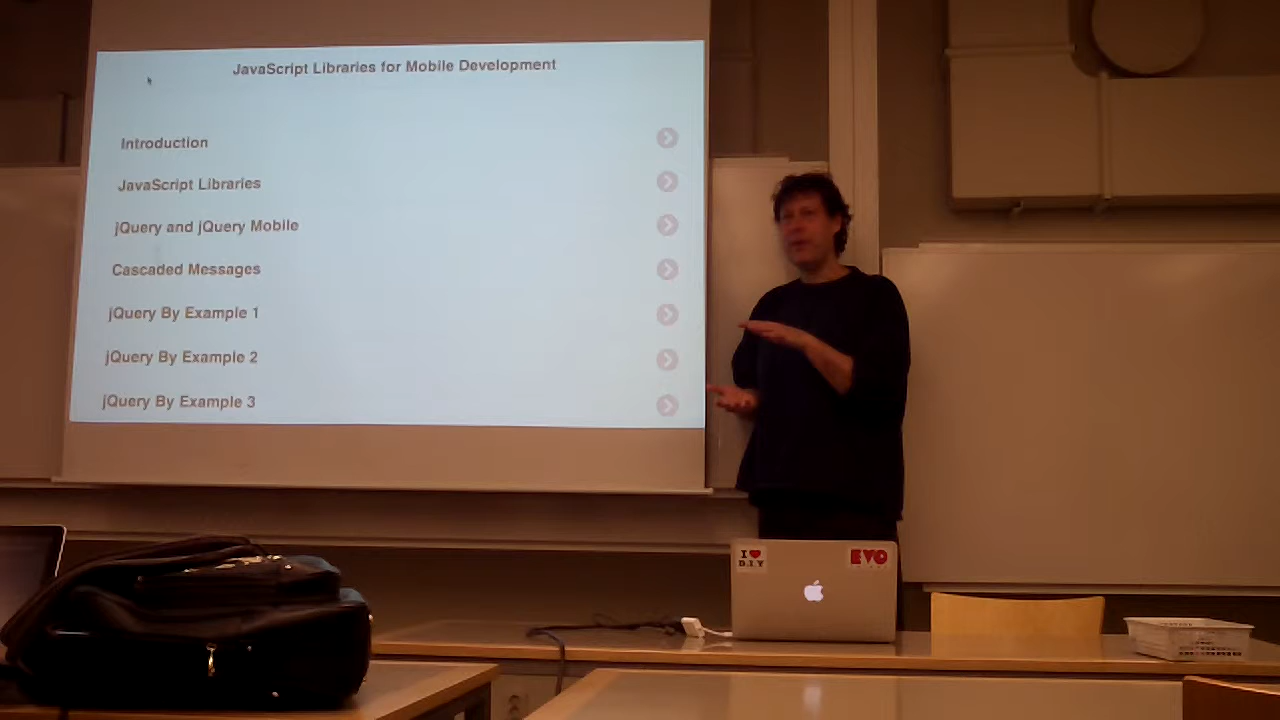 JavaScript Libraries for Mobile Development
Introduction
JavaScript Libraries
jQuery and jQuery Mobile
Cascaded Messages
jQuery By Example 1
jQuery By Example 2
jQuery By Example 3
I ♥
D.I.Y
EVO